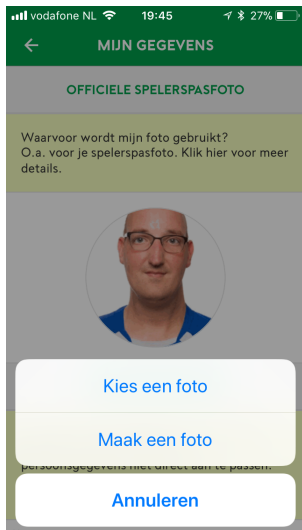 vodafone NL 19:45 27%
MIJN GEGEVENS
OFFICIELE SPELERSPASFOTO
Waarvoor wordt mijn foto gebruikt?
O.a. voor je spelerspasfoto. Klik hier voor meer
details.
Kies een foto
Maak een foto
persoonsgegevens niet direct aan te passen.
Annuleren